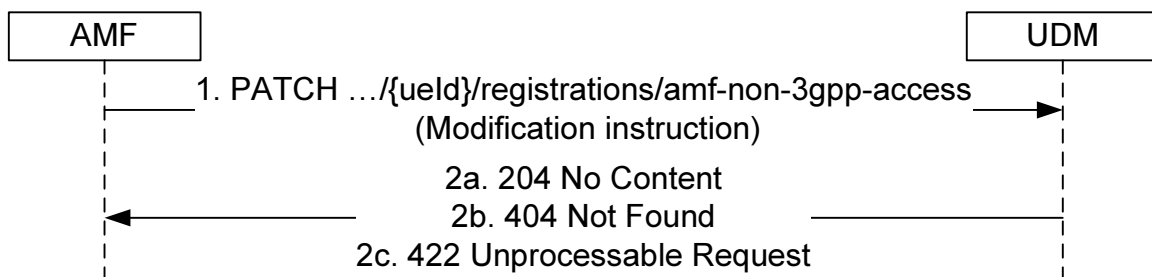 AMF
UDM
1. PATCH …/{ueId}/registrations/amf-non-3gpp-access
(Modification instruction)
2a. 204 No Content
2b. 404 Not Found
2c. 422 Unprocessable Request